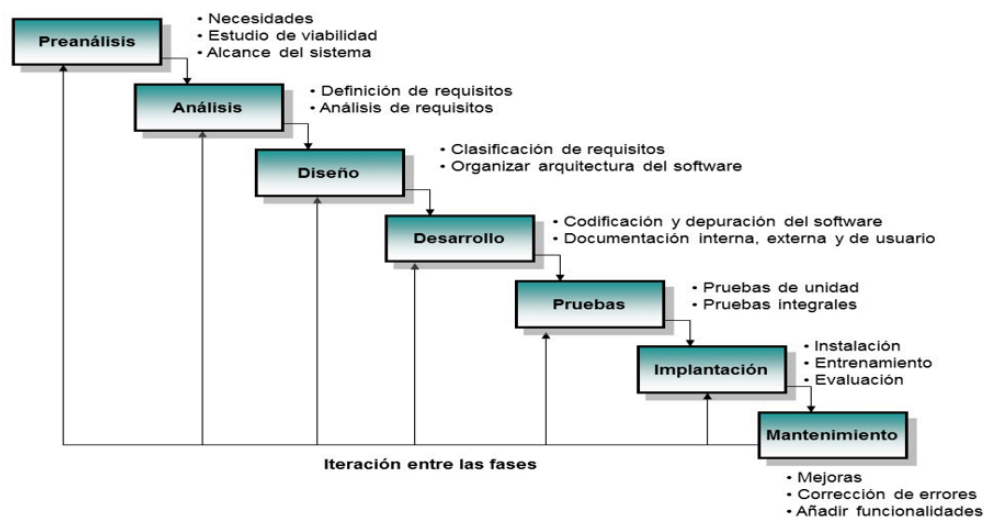 Preanálisis
• Necesidades
• Estudio de viabilidad
• Alcance del sistema
Análisis
• Definición de requisitos
• Análisis de requisitos
Diseño
• Clasificación de requisitos
• Organizar arquitectura del software
Desarrollo
• Codificación y depuración del software
• Documentación interna, externa y de usuario
Pruebas
• Pruebas de unidad
• Pruebas integrales
Implantación
• Instalación
• Entrenamiento
• Evaluación
Mantenimiento
• Mejoras
• Corrección de errores
• Añadir funcionalidades
Iteración entre las fases